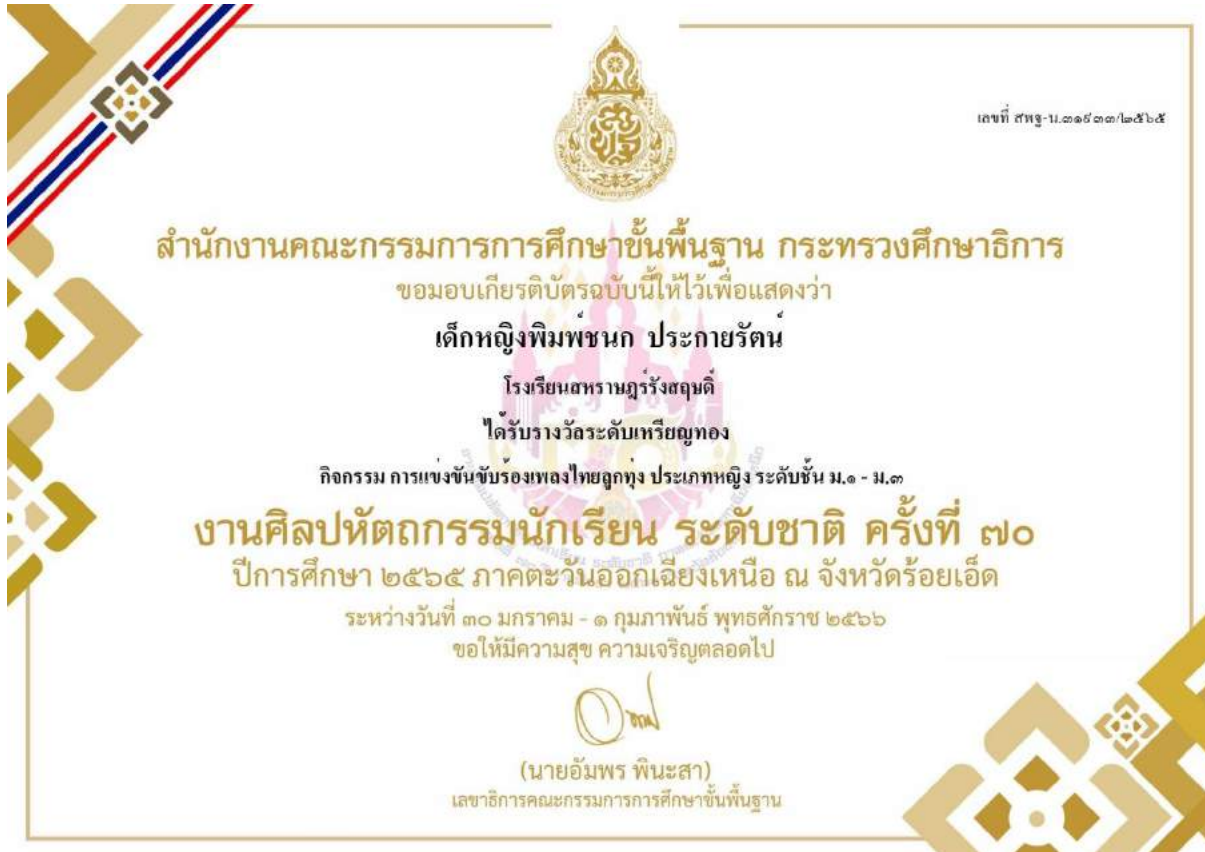 เลขที่ สพฐ-น.๓๑๙๓๓/๒๕๖๕
สำนักงานคณะกรรมการการศึกษาขั้นพื้นฐาน กระทรวงศึกษาธิการ
ขอมอบเกียรติบัตรฉบับนี้ให้ไว้เพื่อแสดงว่า
เด็กหญิงพิมพ์ชนก ประกายรัตน์
โรงเรียนสหราษฎร์รังสฤษดิ์
ได้รับรางวัลระดับเหรียญทอง
กิจกรรม การแข่งขันขับร้องเพลงไทยลูกทุ่ง ประเภทหญิง ระดับชั้น ม.๑ - ม.๓
งานศิลปหัตถกรรมนักเรียน ระดับชาติ ครั้งที่ ๗๐
ปีการศึกษา ๒๕๖๕ ภาคตะวันออกเฉียงเหนือ ณ จังหวัดร้อยเอ็ด
ระหว่างวันที่ ๓๐ มกราคม - ๑ กุมภาพันธ์ พุทธศักราช ๒๕๖๖
ขอให้มีความสุข ความเจริญตลอดไป
(นายอัมพร พินะสา)
เลขาธิการคณะกรรมการการศึกษาขั้นพื้นฐาน